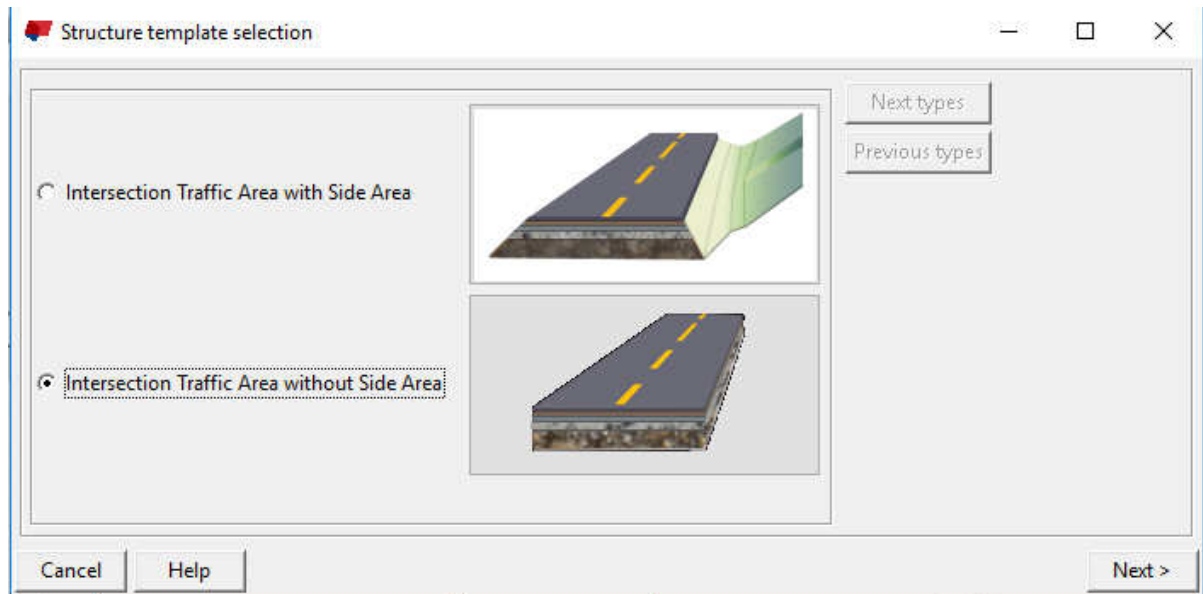 Structure template selection
Next types
Previous types
Intersection Traffic Area with Side Area
Intersection Traffic Area without Side Area
Cancel
Help
Next >